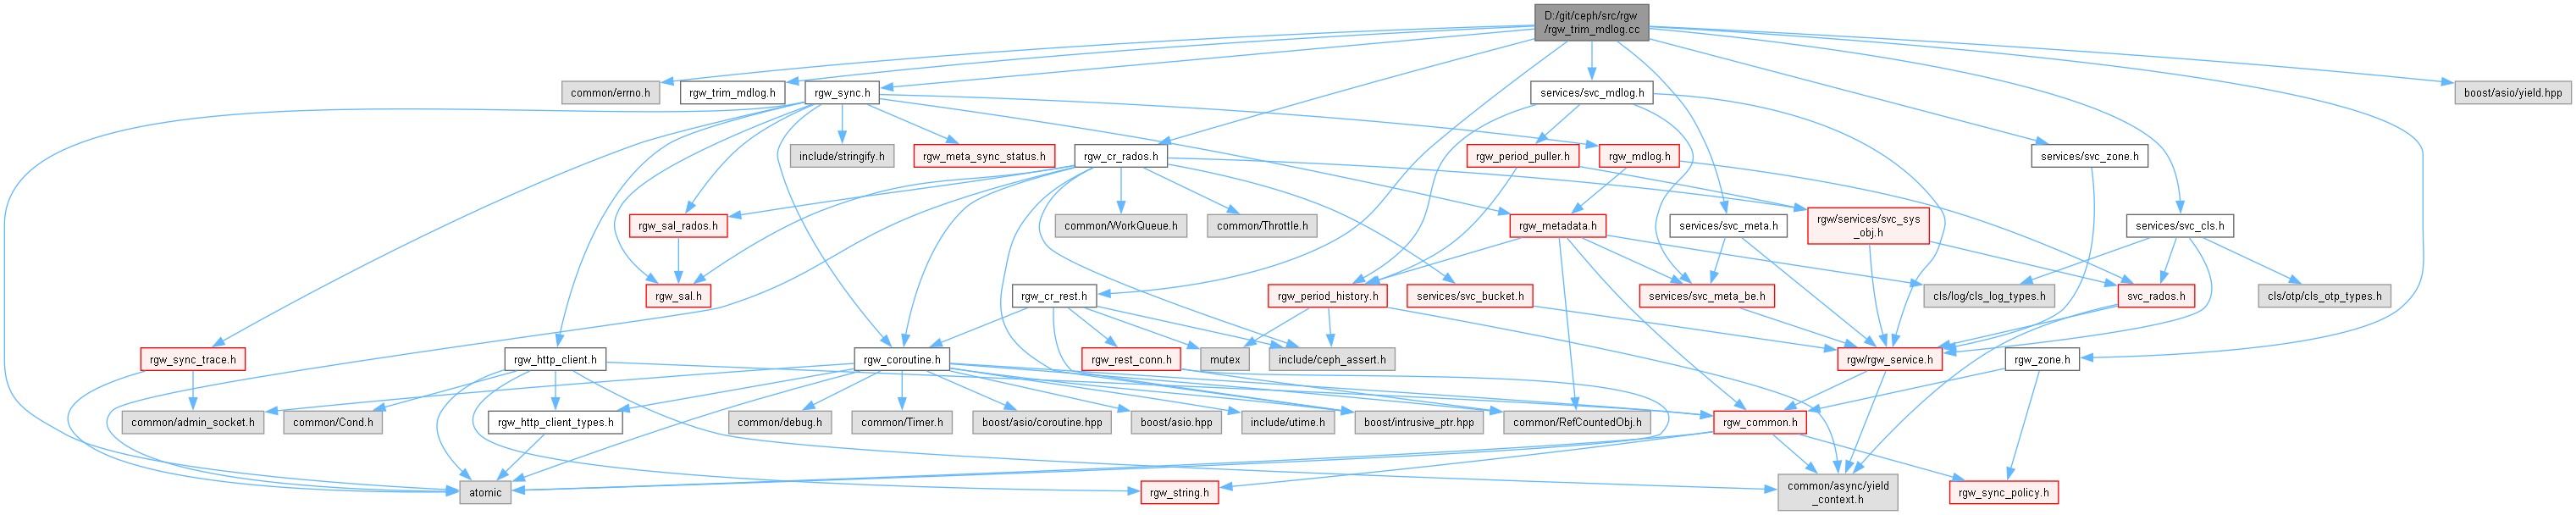 D:/git/ceph/src/rgw
/rgw_trim_mdlog.cc
common/errno.h
rgw_trim_mdlog.h
rgw_sync.h
services/svc_mdlog.h
boost/asio/yield.hpp
include/stringify.h
rgw_meta_sync_status.h
rgw_cr_rados.h
rgw_period_puller.h
rgw_mdlog.h
services/svc_zone.h
rgw_sal_rados.h
common/WorkQueue.h
common/Throttle.h
rgw_metadata.h
services/svc_meta.h
rgw/services/svc_sys
_obj.h
services/svc_cls.h
rgw_sal.h
rgw_cr_rest.h
rgw_period_history.h
services/svc_bucket.h
services/svc_meta_be.h
cls/log/cls_log_types.h
svc_rados.h
cls/otp/cls_otp_types.h
rgw_sync_trace.h
rgw_http_client.h
rgw_coroutine.h
rgw_rest_conn.h
mutex
include/ceph_assert.h
rgw/rgw_service.h
rgw_zone.h
common/admin_socket.h
common/Cond.h
rgw_http_client_types.h
common/debug.h
common/Timer.h
boost/asio/coroutine.hpp
boost/asio.hpp
include/utime.h
boost/intrusive_ptr.hpp
common/RefCountedObj.h
rgw_common.h
atomic
rgw_string.h
common/async/yield
_context.h
rgw_sync_policy.h